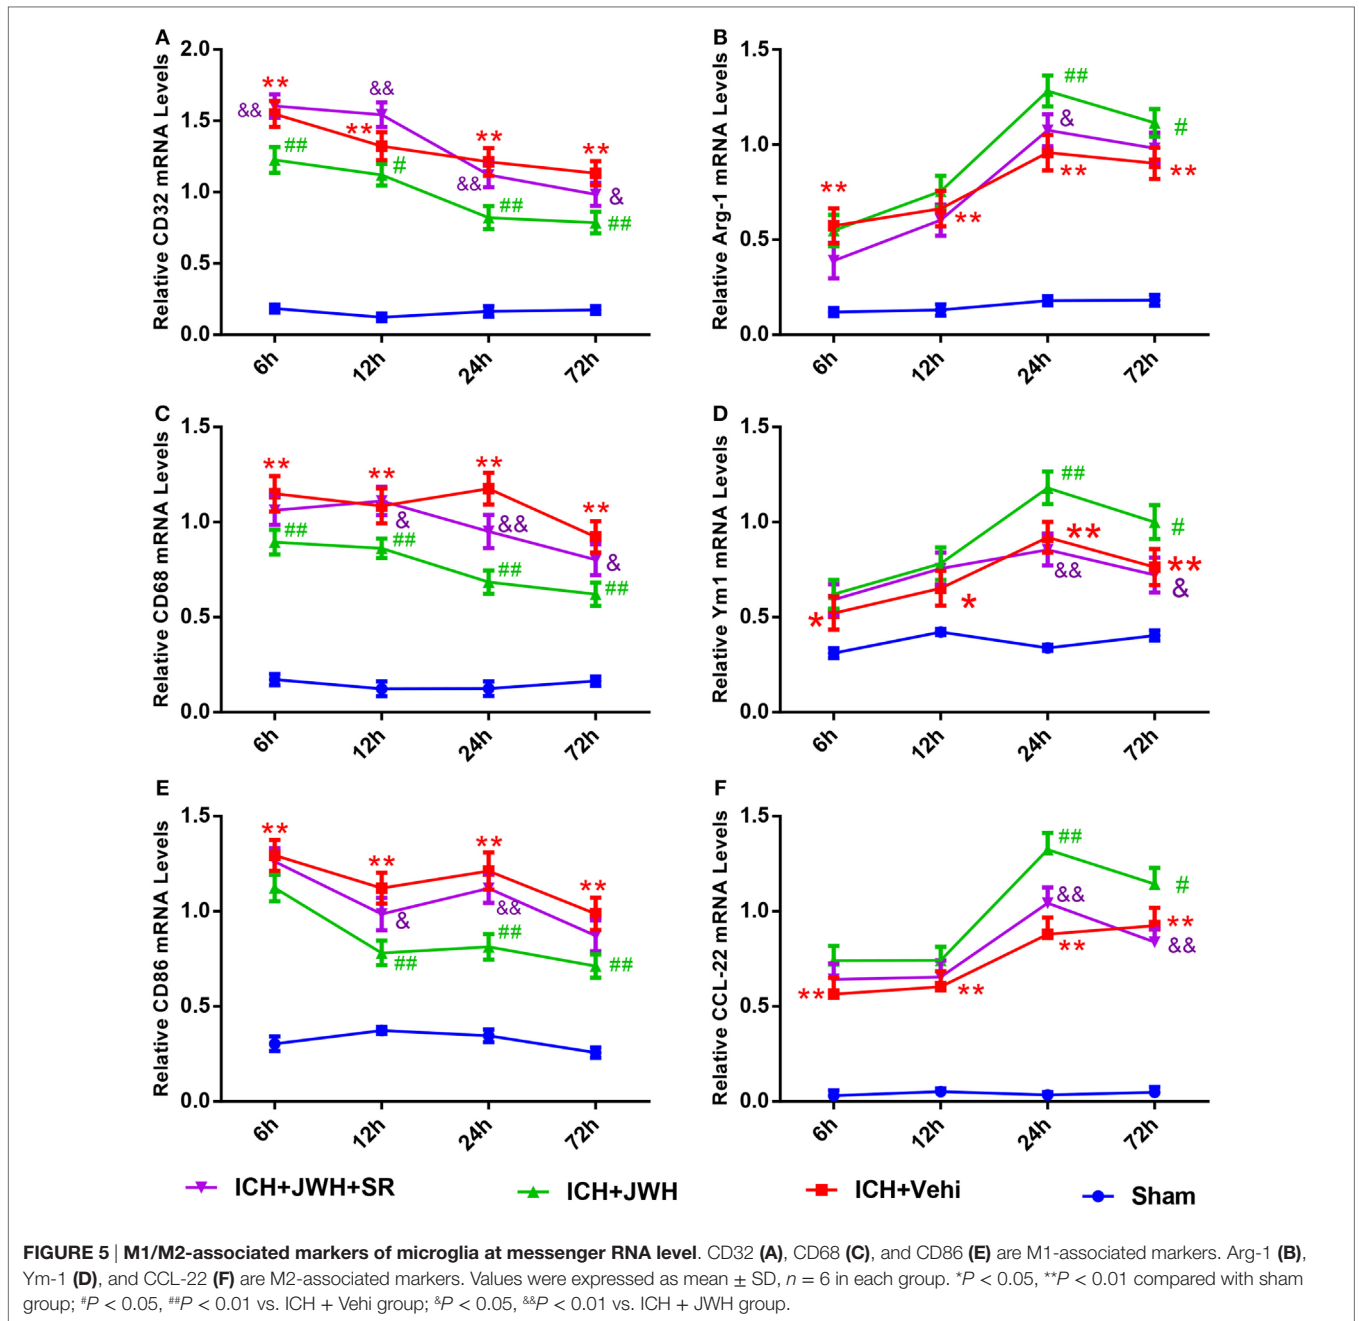 A
Relative CD32 mRNA Levels
2.0
1.5
1.0
0.5
0.0
**
&&
##
&&
**
#
**
&&
##
**
&
##
6h
12h
24h
72h
B
Relative Arg-1 mRNA Levels
1.5
1.0
0.5
0.0
**
**
##
&
**
#
**
6h
12h
24h
72h
C
Relative CD68 mRNA Levels
1.5
1.0
0.5
0.0
**
##
**
&
##
**
&&
##
**
&
##
6h
12h
24h
72h
D
Relative Ym1 mRNA Levels
1.5
1.0
0.5
0.0
*
*
##
**
&&
#
**
&
6h
12h
24h
72h
E
Relative CD86 mRNA Levels
1.5
1.0
0.5
0.0
**
**
&
##
**
&&
##
**
##
6h
12h
24h
72h
F
Relative CCL-22 mRNA Levels
1.5
1.0
0.5
0.0
**
**
##
&&
**
#
**
&&
6h
12h
24h
72h
ICH+JWH+SR
ICH+JWH
ICH+Vehi
Sham
FIGURE 5 | M1/M2-associated markers of microglia at messenger RNA level. CD32 (A), CD68 (C), and CD86 (E) are M1-associated markers. Arg-1 (B),
Ym-1 (D), and CCL-22 (F) are M2-associated markers. Values were expressed as mean ± SD, n = 6 in each group. *P < 0.05, **P < 0.01 compared with sham
group; #P < 0.05, ##P < 0.01 vs. ICH + Vehi group; &P < 0.05, &&P < 0.01 vs. ICH + JWH group.